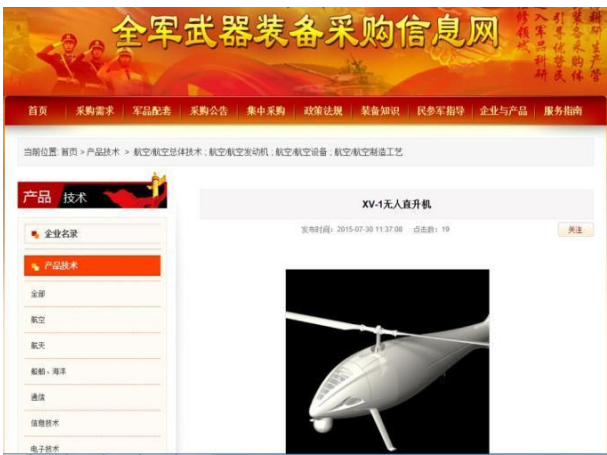 全军武器装备采购信息网
首页 采购需求 军品配套 采购公告 集中采购 政策法规 装备知识 民参军指导 企业与产品 服务指南
当前位置: 首页 > 产品技术 > 航空/航空总体技术 ; 航空/航空发动机 ; 航空/航空设备 ; 航空/航空制造工艺
产品 技术
XV-1无人直升机
发布时间: 2015-07-30 11:37:08 点击数: 19
关注
企业名录
产品技术
全部
航空
航天
船舶、海洋
通信
信息技术
电子技术